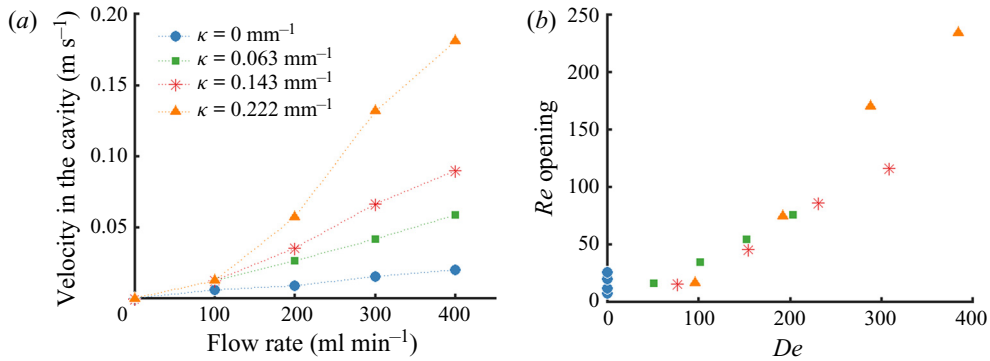 (a)
0.20
0.15
0.10
0.05
0
100
200
300
400
Velocity in the cavity (m s⁻¹)
Flow rate (ml min⁻¹)
κ = 0 mm⁻¹
κ = 0.063 mm⁻¹
κ = 0.143 mm⁻¹
κ = 0.222 mm⁻¹
(b)
250
200
150
100
50
0
0
100
200
300
400
Re opening
De